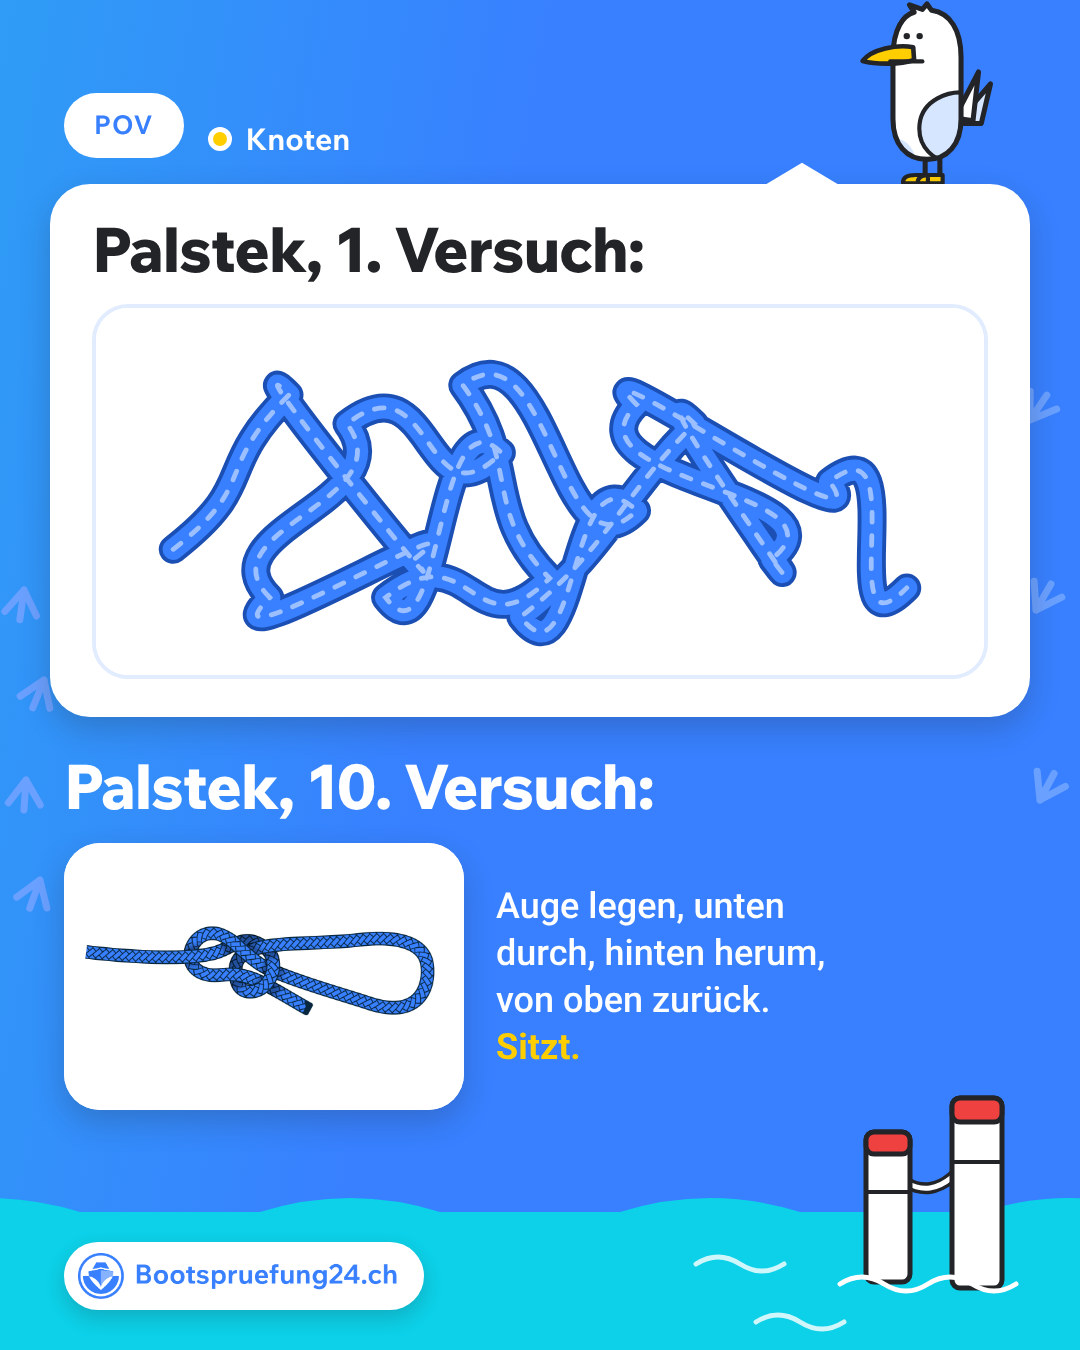 POV
Knoten
Palstek, 1. Versuch:
Palstek, 10. Versuch:
Auge legen, unten
durch, hinten herum,
von oben zurück.
Sitzt.
Bootspruefung24.ch